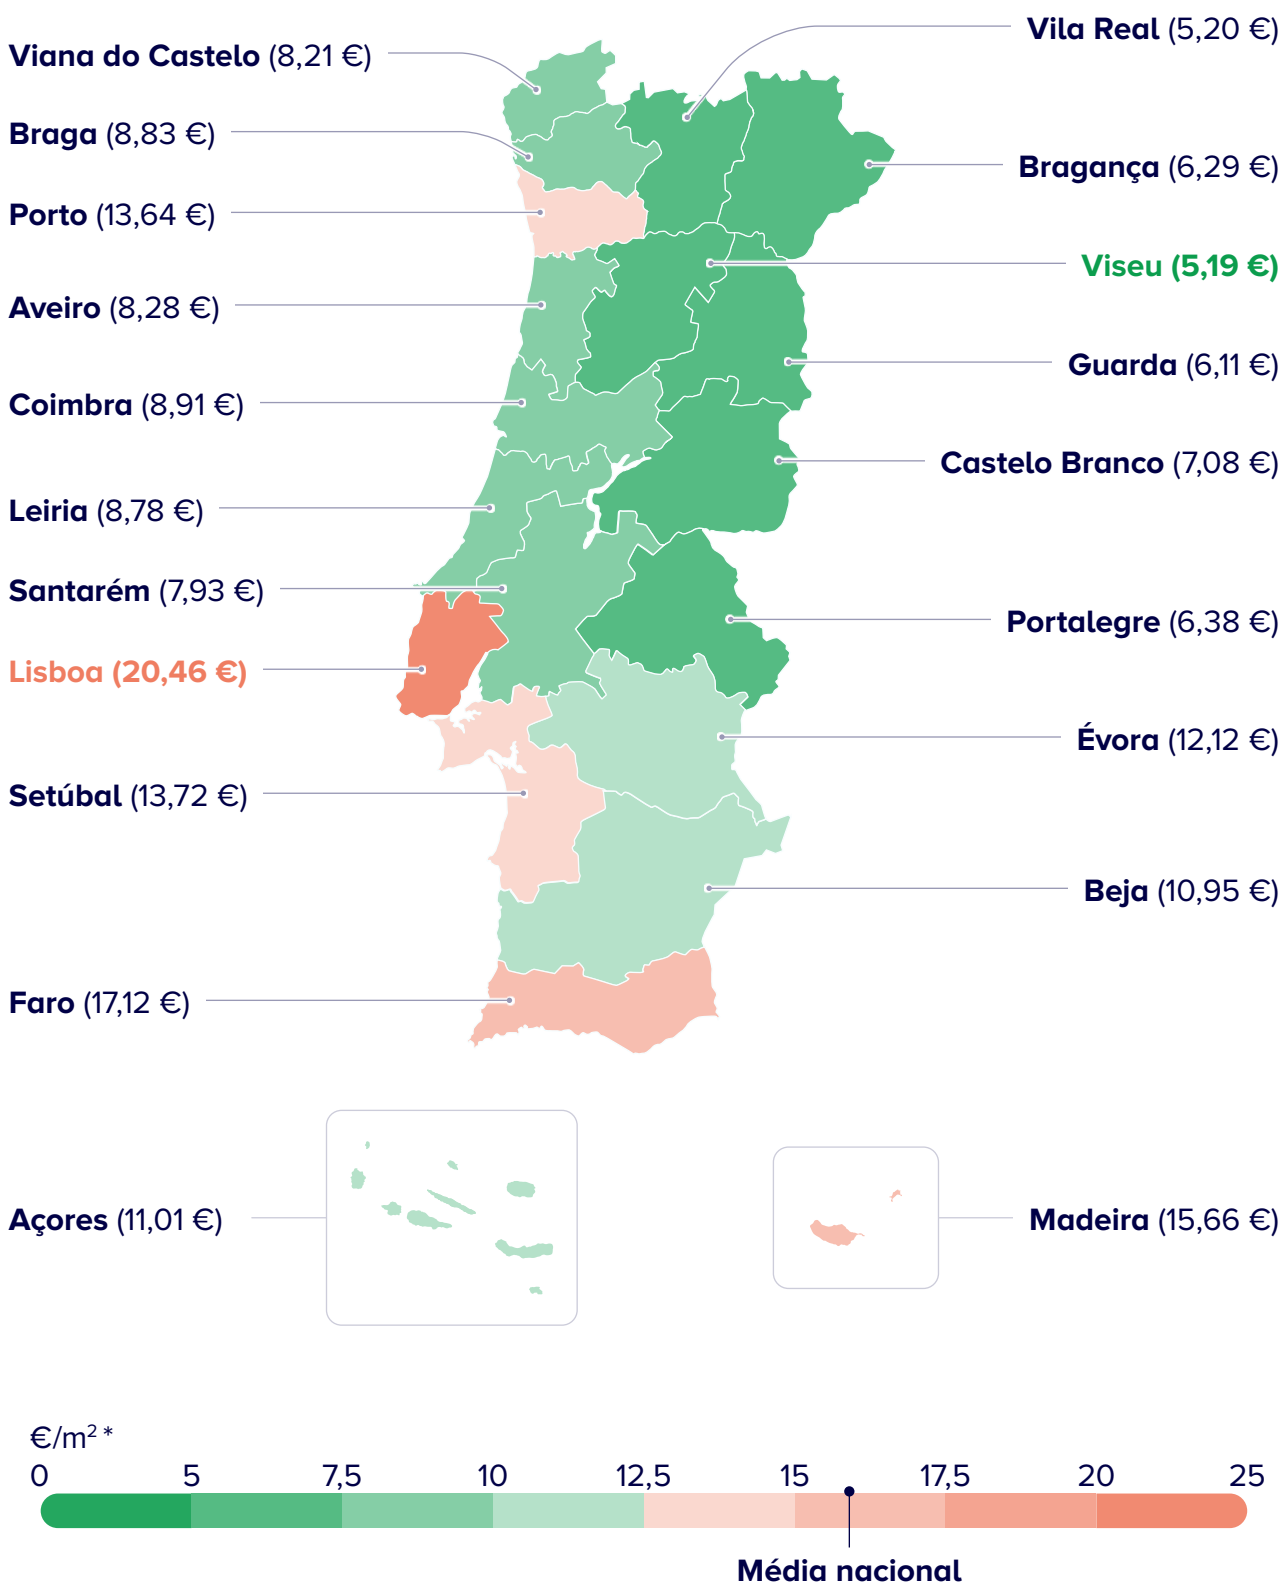 Vila Real (5,20 €)
Viana do Castelo (8,21 €)
Braga (8,83 €)
Bragança (6,29 €)
Porto (13,64 €)
Viseu (5,19 €)
Aveiro (8,28 €)
Guarda (6,11 €)
Coimbra (8,91 €)
Castelo Branco (7,08 €)
Leiria (8,78 €)
Santarém (7,93 €)
Portalegre (6,38 €)
Lisboa (20,46 €)
Évora (12,12 €)
Setúbal (13,72 €)
Beja (10,95 €)
Faro (17,12 €)
Açores (11,01 €)
Madeira (15,66 €)
€/m² *
0 5 7,5 10 12,5 15 17,5 20 25
Média nacional